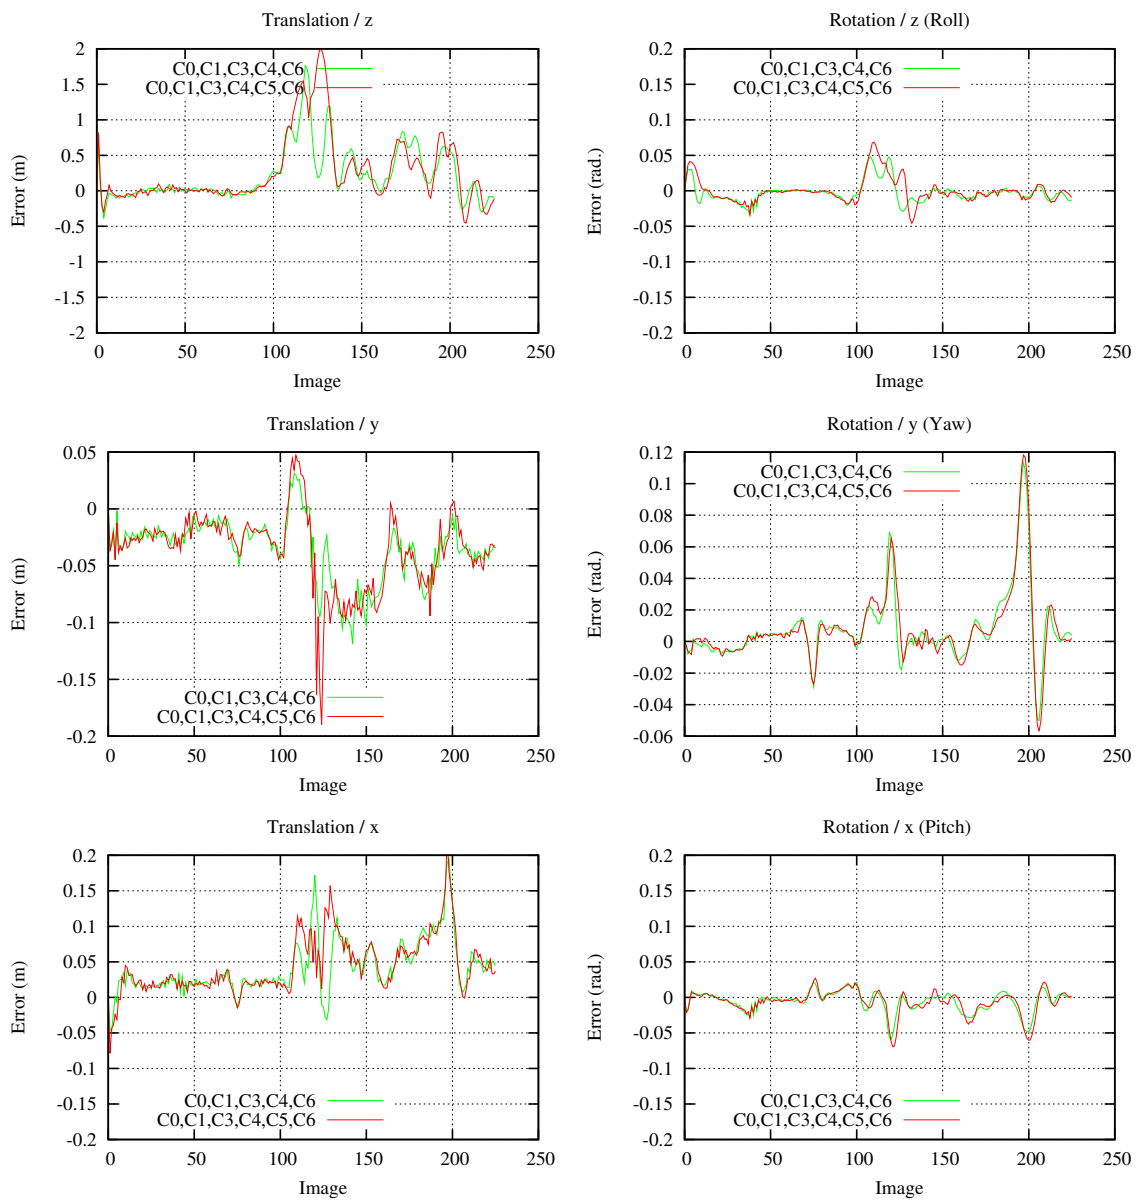 Translation / z
2
1.5
1
0.5
0
-0.5
-1
-1.5
-2
Error (m)
C0,C1,C3,C4,C6
C0,C1,C3,C4,C5,C6
0 50 100 150 200 250
Image
Rotation / z (Roll)
0.2
0.15
0.1
0.05
0
-0.05
-0.1
-0.15
-0.2
Error (rad.)
C0,C1,C3,C4,C6
C0,C1,C3,C4,C5,C6
0 50 100 150 200 250
Image
Translation / y
0.05
0
-0.05
-0.1
-0.15
-0.2
Error (m)
C0,C1,C3,C4,C6
C0,C1,C3,C4,C5,C6
0 50 100 150 200 250
Image
Rotation / y (Yaw)
0.12
0.1
0.08
0.06
0.04
0.02
0
-0.02
-0.04
-0.06
Error (rad.)
C0,C1,C3,C4,C6
C0,C1,C3,C4,C5,C6
0 50 100 150 200 250
Image
Translation / x
0.2
0.15
0.1
0.05
0
-0.05
-0.1
-0.15
-0.2
Error (m)
C0,C1,C3,C4,C6
C0,C1,C3,C4,C5,C6
0 50 100 150 200 250
Image
Rotation / x (Pitch)
0.2
0.15
0.1
0.05
0
-0.05
-0.1
-0.15
-0.2
Error (rad.)
C0,C1,C3,C4,C6
C0,C1,C3,C4,C5,C6
0 50 100 150 200 250
Image